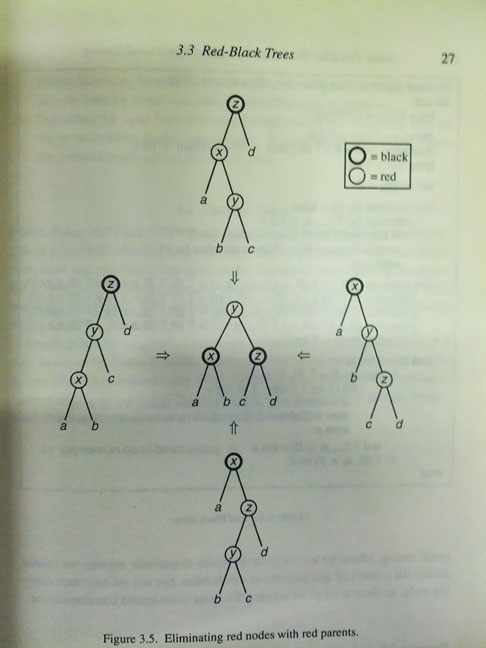 3.3 Red-Black Trees
27
z
x
d
a
y
b
c
= black
= red
⇓
z
y
d
x
c
a
b
⇒
y
x
z
a
b
c
d
⇐
x
a
y
b
z
c
d
⇑
x
a
z
y
d
b
c
Figure 3.5. Eliminating red nodes with red parents.